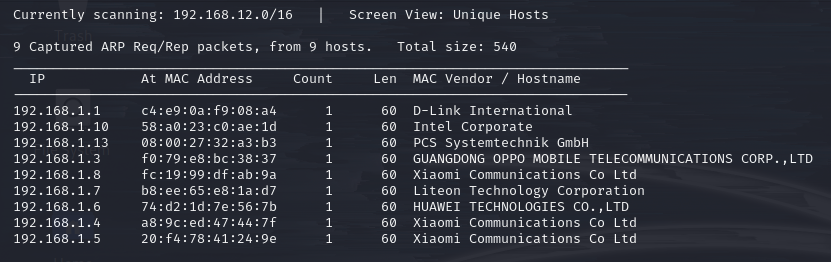 Currently scanning: 192.168.12.0/16   |   Screen View: Unique Hosts
9 Captured ARP Req/Rep packets, from 9 hosts.   Total size: 540
IP            At MAC Address     Count     Len  MAC Vendor / Hostname
192.168.1.1     c4:e9:0a:f9:08:a4      1      60  D-Link International
192.168.1.10    58:a0:23:c0:ae:1d      1      60  Intel Corporate
192.168.1.13    08:00:27:32:a3:b3      1      60  PCS Systemtechnik GmbH
192.168.1.3     f0:79:e8:bc:38:37      1      60  GUANGDONG OPPO MOBILE TELECOMMUNICATIONS CORP.,LTD
192.168.1.8     fc:19:99:df:ab:9a      1      60  Xiaomi Communications Co Ltd
192.168.1.7     b8:ee:65:e8:1a:d7      1      60  Liteon Technology Corporation
192.168.1.6     74:d2:1d:7e:56:7b      1      60  HUAWEI TECHNOLOGIES CO.,LTD
192.168.1.4     a8:9c:ed:47:44:7f      1      60  Xiaomi Communications Co Ltd
192.168.1.5     20:f4:78:41:24:9e      1      60  Xiaomi Communications Co Ltd